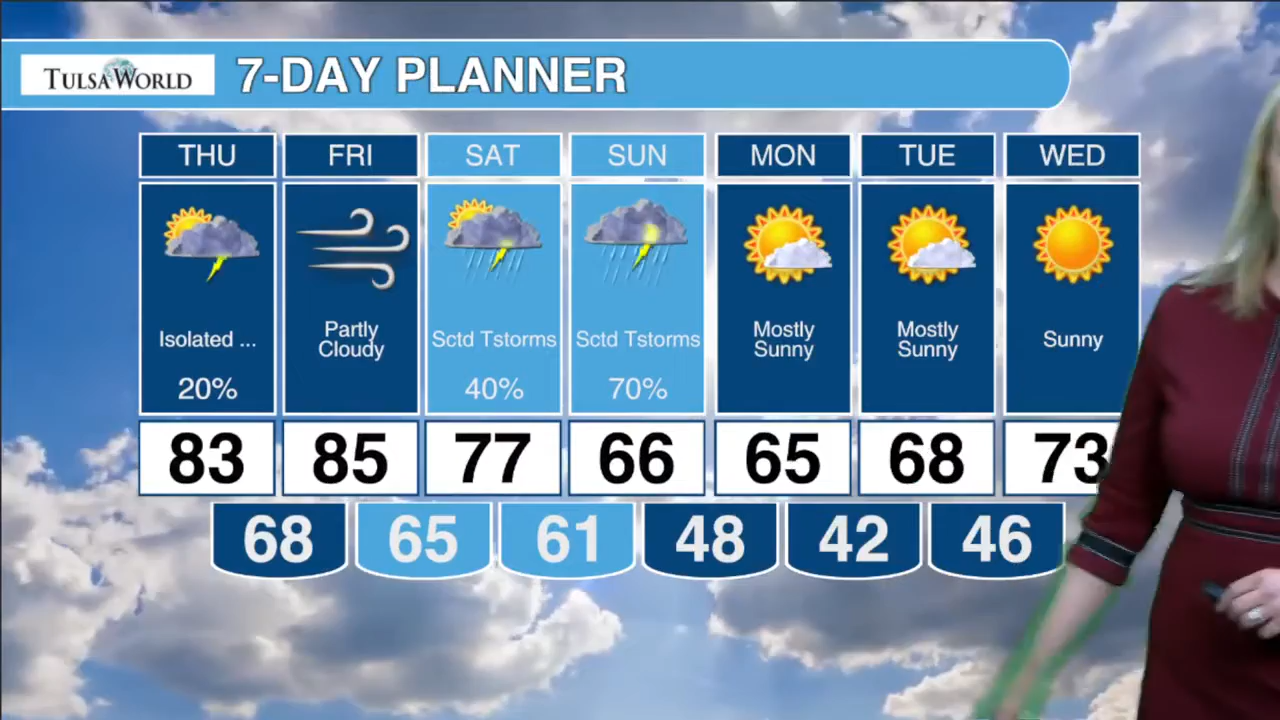 TULSA WORLD
7-DAY PLANNER
THU FRI SAT SUN MON TUE WED
Isolated ... Partly Cloudy Sctd Tstorms Sctd Tstorms Mostly Sunny Mostly Sunny Sunny
20% 40% 70%
83 85 77 66 65 68 73
68 65 61 48 42 46